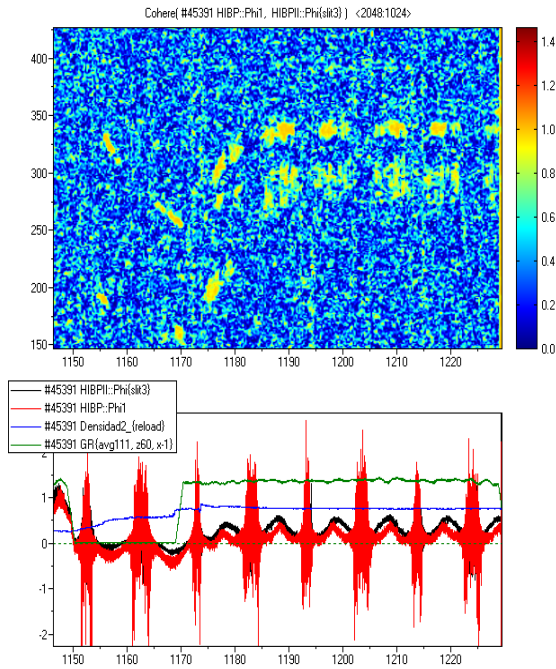 Cohere( #45391 HIBP::Phi1, HIBPII::Phi{slit3} ) <2048:1024>
400
350
300
250
200
150
1150 1160 1170 1180 1190 1200 1210 1220
1.4
1.2
1.0
0.8
0.6
0.4
0.2
0.0
#45391 HIBPII::Phi{slit3}
#45391 HIBP::Phi1
#45391 Densidad2_{reload}
#45391 GR{avg111, z60, x-1}
2
1
0
-1
-2
1150 1160 1170 1180 1190 1200 1210 1220